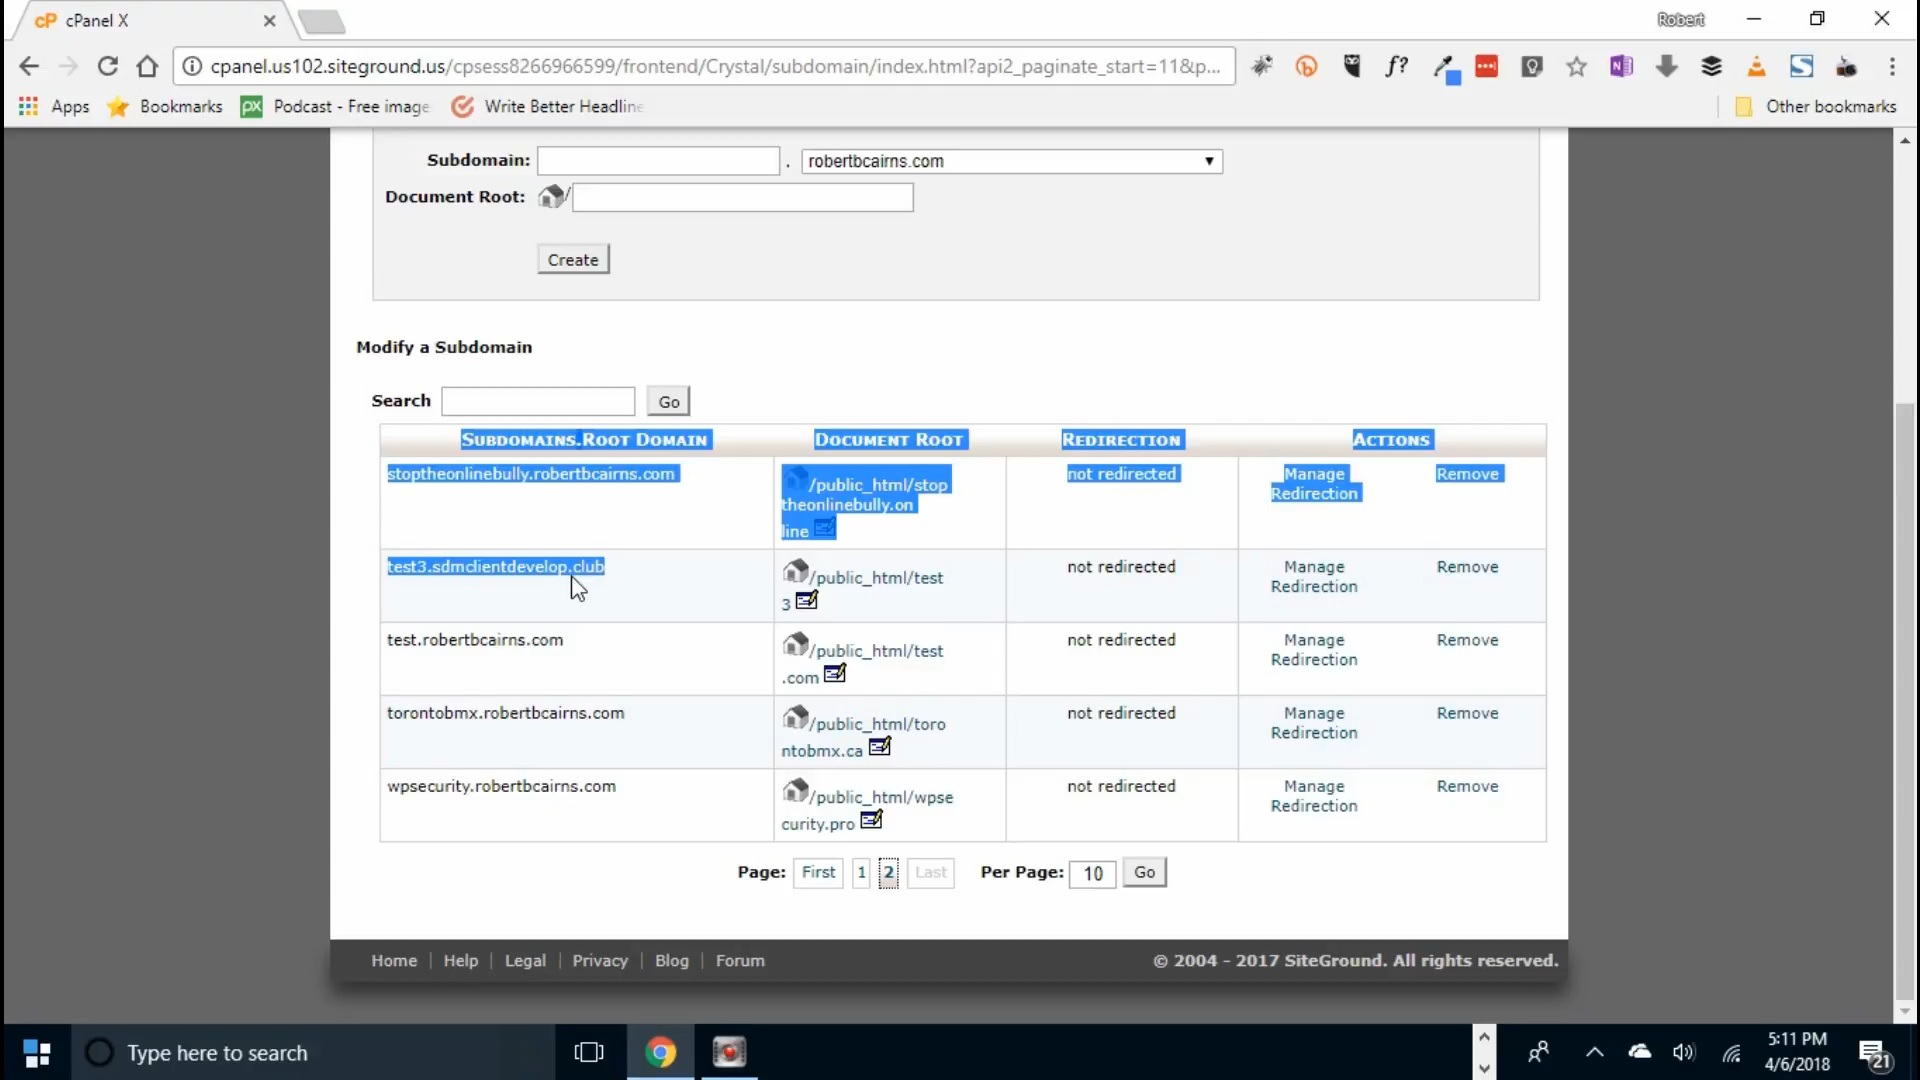 cP cPanel X
Robert
cpanel.us102.siteground.us/cpsess8266966599/frontend/Crystal/subdomain/index.html?api2_paginate_start=11&p...
Apps Bookmarks px Podcast - Free image Write Better Headline Other bookmarks
Subdomain: . robertbcairns.com
Document Root: /
Create
Modify a Subdomain
Search Go
SUBDOMAINS.ROOT DOMAIN DOCUMENT ROOT REDIRECTION ACTIONS
stoptheonlinebully.robertbcairns.com /public_html/stop not redirected Manage Remove
theonlinebully.on Redirection
line
test3.sdmclientdevelop.club /public_html/test not redirected Manage Remove
3 Redirection
test.robertbcairns.com /public_html/test not redirected Manage Remove
.com Redirection
torontobmx.robertbcairns.com /public_html/toro not redirected Manage Remove
ntobmx.ca Redirection
wpsecurity.robertbcairns.com /public_html/wpse not redirected Manage Remove
curity.pro Redirection
Page: First 1 2 Last Per Page: 10 Go
Home | Help | Legal | Privacy | Blog | Forum © 2004 - 2017 SiteGround. All rights reserved.
Type here to search
5:11 PM
4/6/2018
21